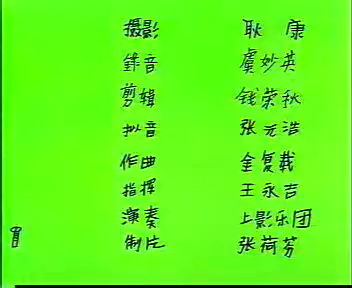 摄影 耿康
録音 虞妙英
剪辑 钱荣秋
拟音 张元浩
作曲 金复载
指挥 王永吉
演奏 上影乐团
制片 张荷芳